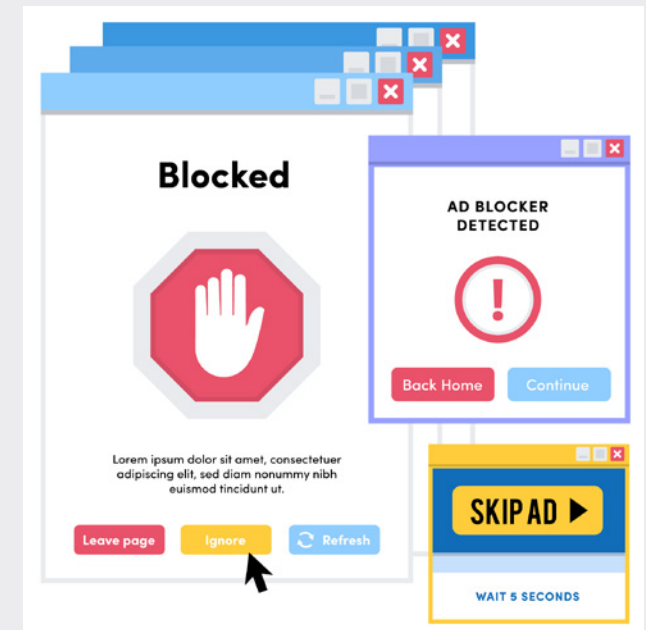 Blocked
Lorem ipsum dolor sit amet, consectetuer
adipiscing elit, sed diam nonummy nibh
euismod tincidunt ut.
Leave page
Ignore
Refresh
AD BLOCKER
DETECTED
!
Back Home
Continue
SKIP AD
WAIT 5 SECONDS